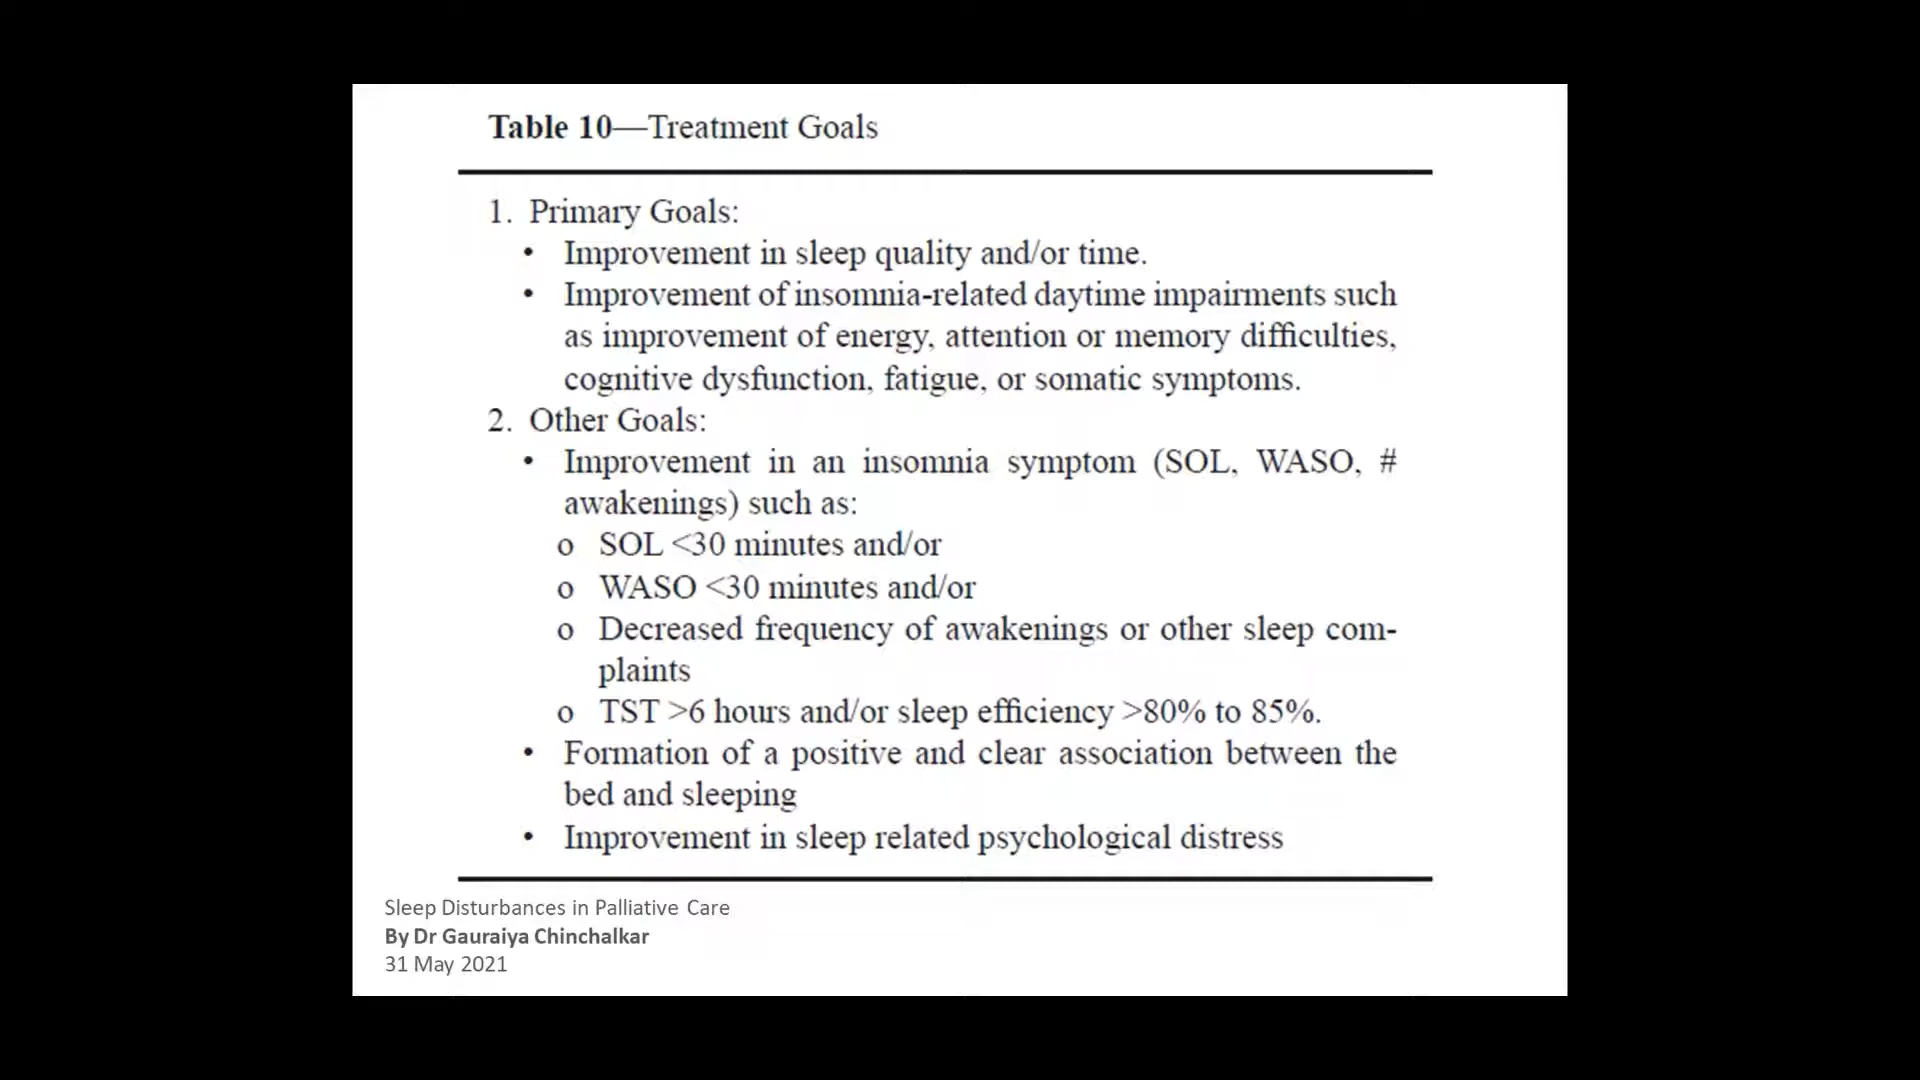 Table 10—Treatment Goals
1. Primary Goals:
• Improvement in sleep quality and/or time.
• Improvement of insomnia-related daytime impairments such
as improvement of energy, attention or memory difficulties,
cognitive dysfunction, fatigue, or somatic symptoms.
2. Other Goals:
• Improvement in an insomnia symptom (SOL, WASO, #
awakenings) such as:
o SOL <30 minutes and/or
o WASO <30 minutes and/or
o Decreased frequency of awakenings or other sleep com-
plaints
o TST >6 hours and/or sleep efficiency >80% to 85%.
• Formation of a positive and clear association between the
bed and sleeping
• Improvement in sleep related psychological distress
Sleep Disturbances in Palliative Care
By Dr Gauraiya Chinchalkar
31 May 2021